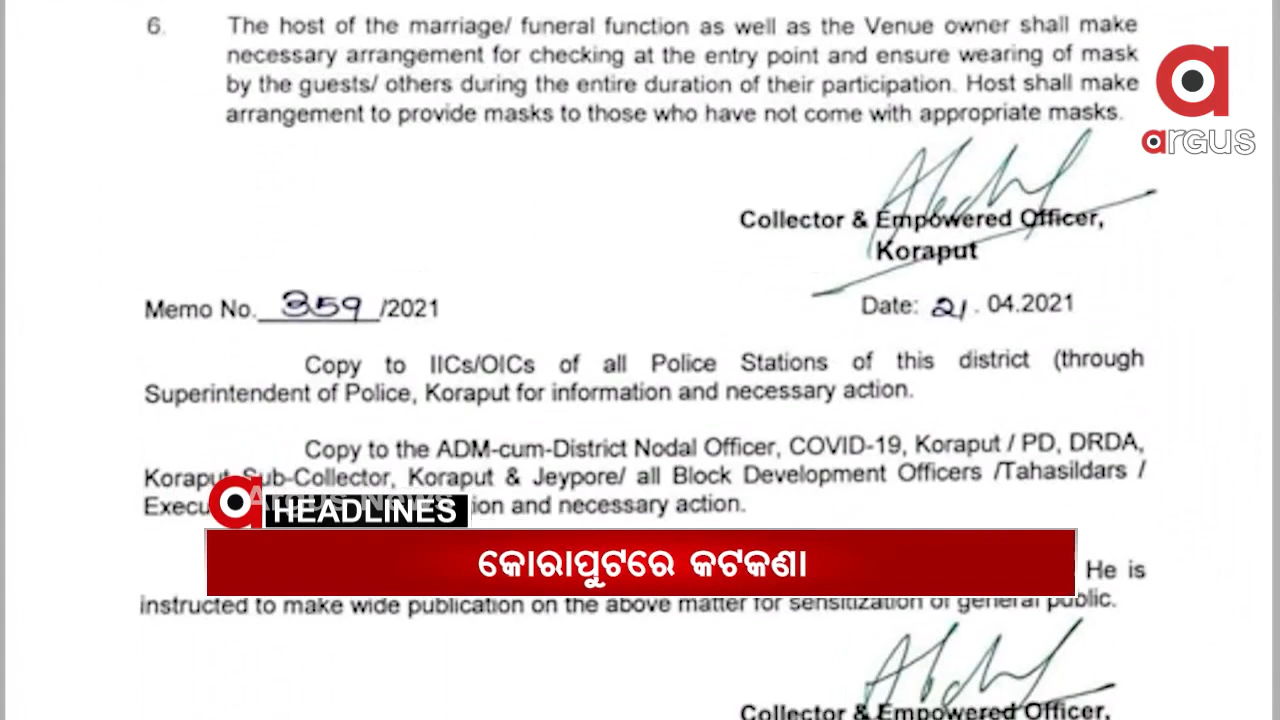 6. The host of the marriage/ funeral function as well as the Venue owner shall make
necessary arrangement for checking at the entry point and ensure wearing of mask
by the guests/ others during the entire duration of their participation. Host shall make
arrangement to provide masks to those who have not come with appropriate masks.
argus
Collector & Empowered Officer,
Koraput
Memo No. 359 /2021
Date: 21. 04.2021
Copy to IICs/OICs of all Police Stations of this district (through
Superintendent of Police, Koraput for information and necessary action.
Copy to the ADM-cum-District Nodal Officer, COVID-19, Koraput / PD, DRDA,
Koraput Sub-Collector, Koraput & Jeypore/ all Block Development Officers /Tahasildars /
and necessary action.
ARGUS NEWS
HEADLINES
କୋରାପୁଟରେ କଟକଣା
He is
instructed to make wide publication on the above matter for sensitization of general public.
Collector & Empowered Officer,